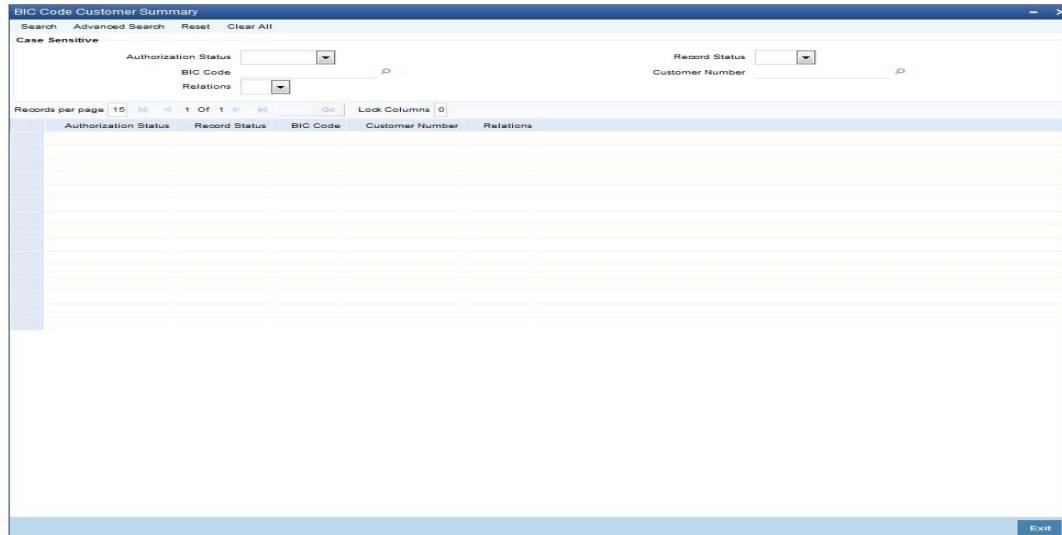 BIC Code Customer Summary
Search Advanced Search Reset Clear All
Case Sensitive
Authorization Status Record Status
BIC Code Customer Number
Relations
Records per page 15 1 Of 1 Go Lock Columns 0
Authorization Status Record Status BIC Code Customer Number Relations
Exit